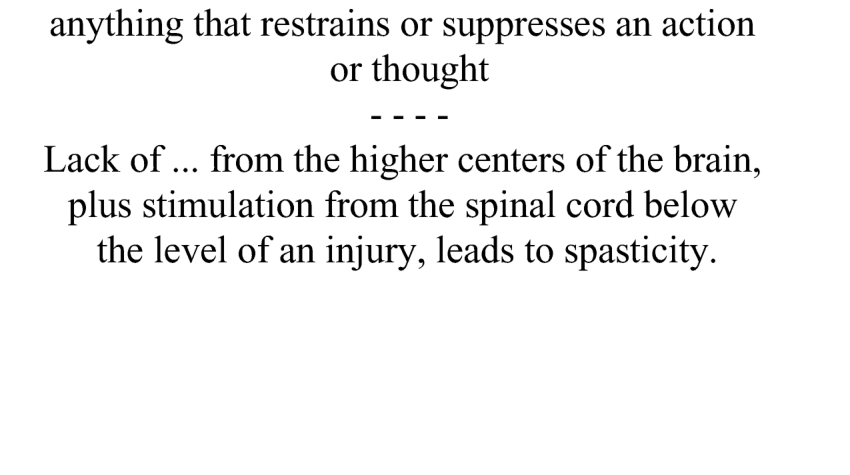 anything that restrains or suppresses an action
or thought
- - - -
Lack of ... from the higher centers of the brain,
plus stimulation from the spinal cord below
the level of an injury, leads to spasticity.